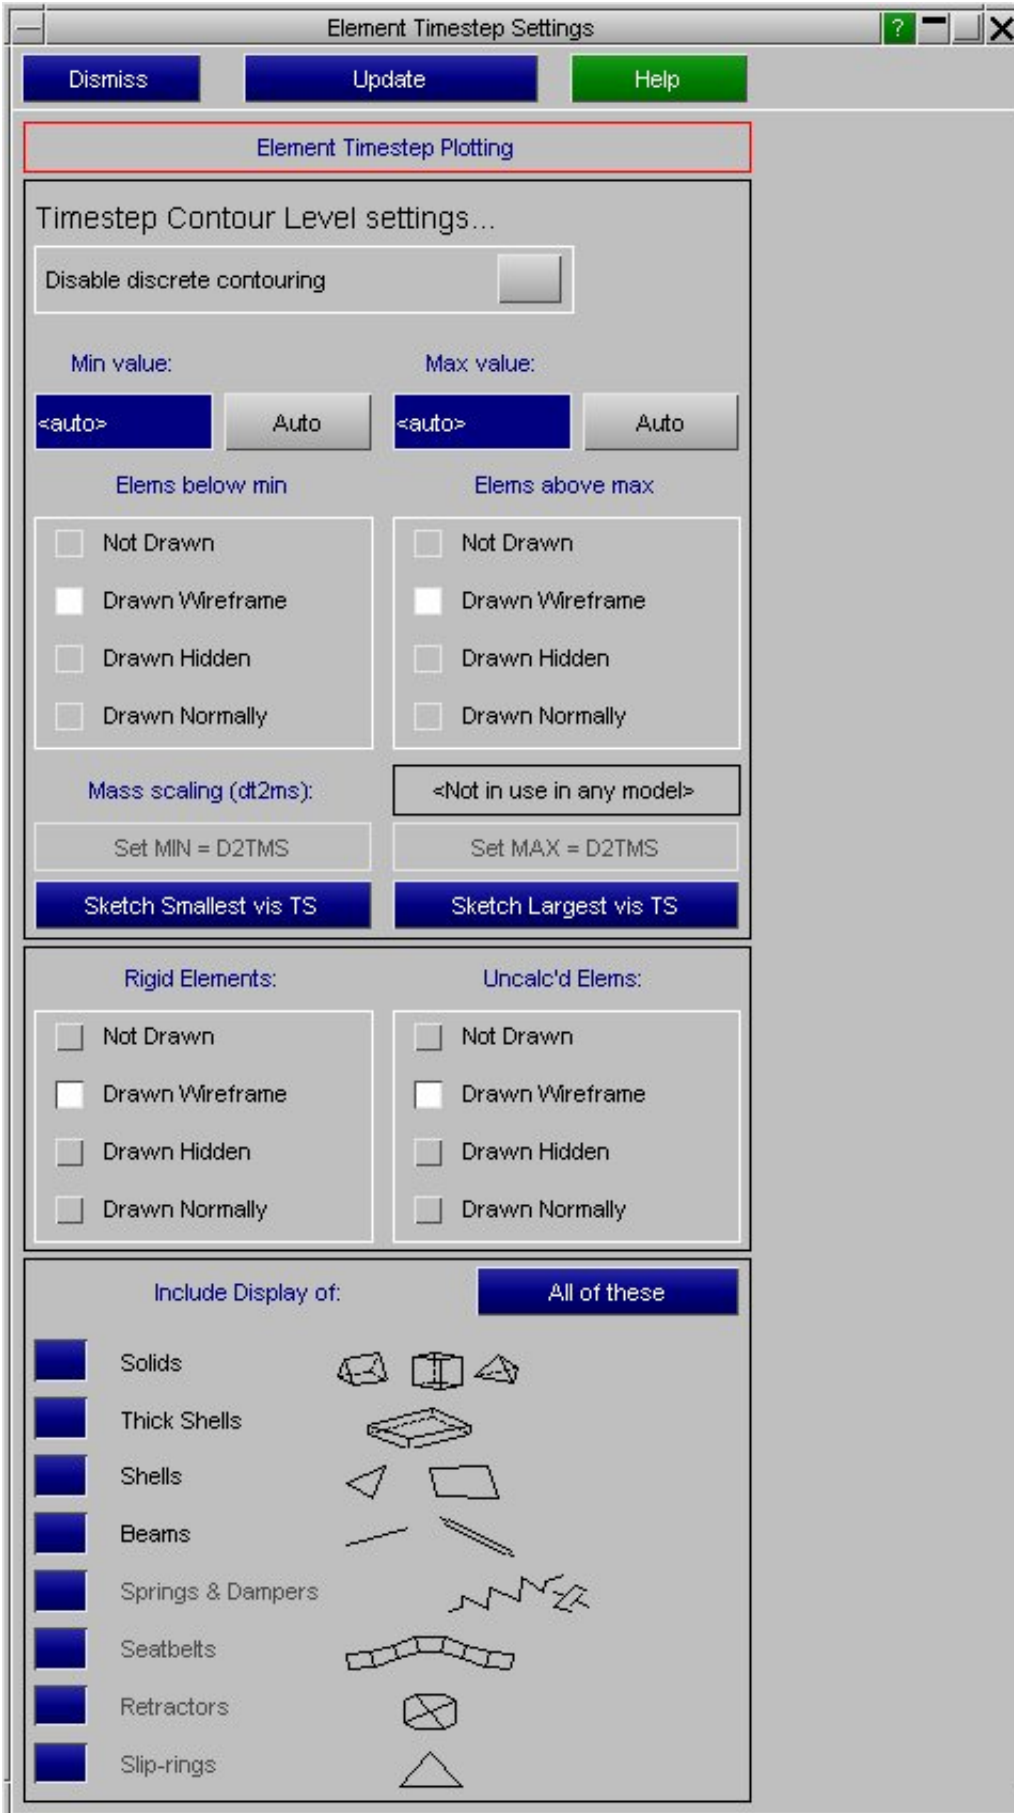 Element Timestep Settings ?
Dismiss Update Help
Element Timestep Plotting
Timestep Contour Level settings...
Disable discrete contouring
Min value: Max value:
<auto> Auto <auto> Auto
Elems below min Elems above max
Not Drawn Not Drawn
Drawn Wireframe Drawn Wireframe
Drawn Hidden Drawn Hidden
Drawn Normally Drawn Normally
Mass scaling (dt2ms): <Not in use in any model>
Set MIN = D2TMS Set MAX = D2TMS
Sketch Smallest vis TS Sketch Largest vis TS
Rigid Elements: Uncalc'd Elems:
Not Drawn Not Drawn
Drawn Wireframe Drawn Wireframe
Drawn Hidden Drawn Hidden
Drawn Normally Drawn Normally
Include Display of: All of these
Solids
Thick Shells
Shells
Beams
Springs & Dampers
Seatbelts
Retractors
Slip-rings